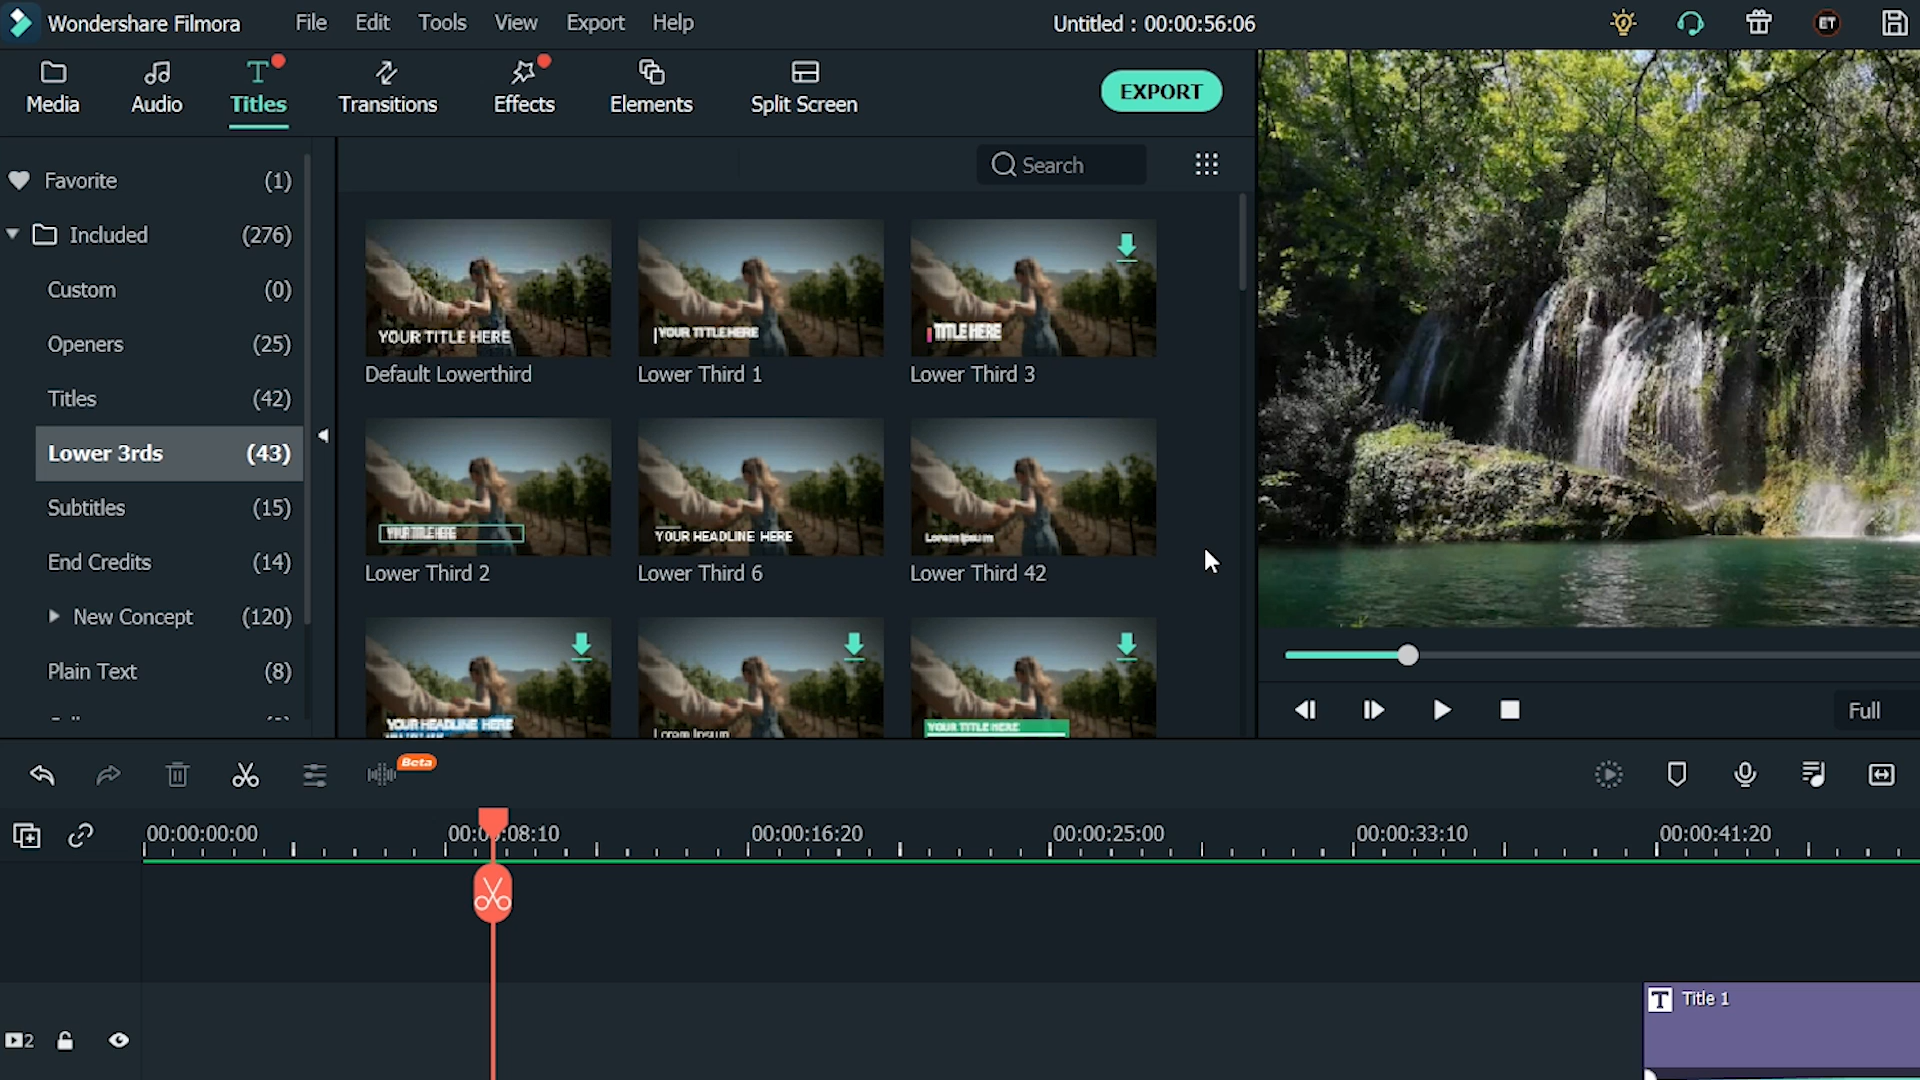 Wondershare Filmora
File
Edit
Tools
View
Export
Help
Untitled : 00:00:56:06
ET
Media
Audio
Titles
Transitions
Effects
Elements
Split Screen
EXPORT
Search
Favorite (1)
Included (276)
Custom (0)
Openers (25)
Titles (42)
Lower 3rds (43)
Subtitles (15)
End Credits (14)
New Concept (120)
Plain Text (8)
YOUR TITLE HERE
YOUR TITLE HERE
TITLE HERE
Default Lowerthird
Lower Third 1
Lower Third 3
YOUR TITLE HERE
YOUR HEADLINE HERE
Lorem Ipsum
Lower Third 2
Lower Third 6
Lower Third 42
YOUR HEADLINE HERE
Lorem Ipsum
YOUR TITLE HERE
Full
Beta
00:00:00:00
00:00:08:10
00:00:16:20
00:00:25:00
00:00:33:10
00:00:41:20
T Title 1
2